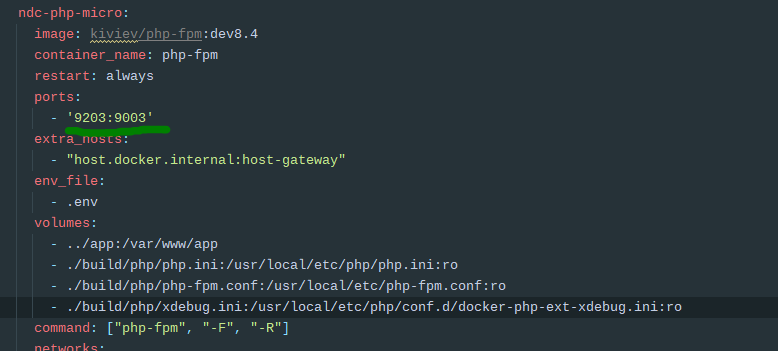 ndc-php-micro:
image: kiviev/php-fpm:dev8.4
container_name: php-fpm
restart: always
ports:
- '9203:9003'
extra_hosts:
- "host.docker.internal:host-gateway"
env_file:
- .env
volumes:
- ../app:/var/www/app
- ./build/php/php.ini:/usr/local/etc/php/php.ini:ro
- ./build/php/php-fpm.conf:/usr/local/etc/php-fpm.conf:ro
- ./build/php/xdebug.ini:/usr/local/etc/php/conf.d/docker-php-ext-xdebug.ini:ro
command: ["php-fpm", "-F", "-R"]
networks: